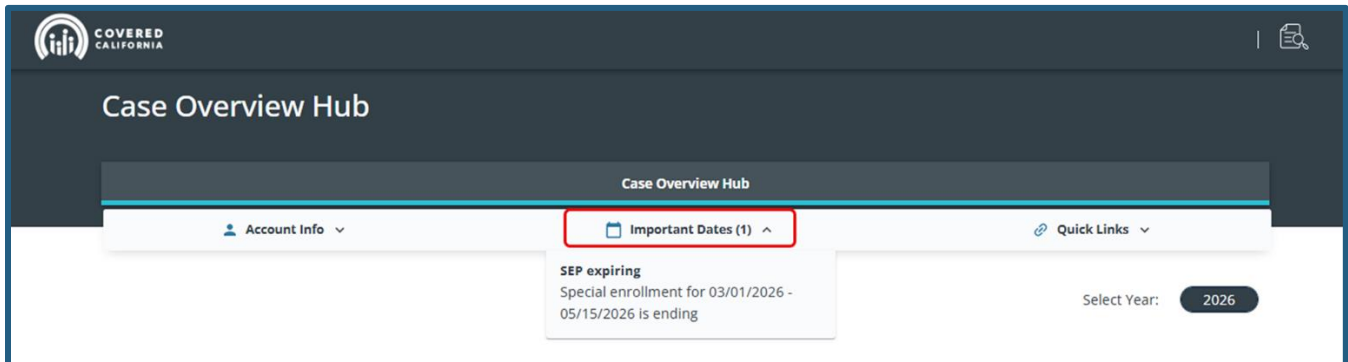 COVERED
CALIFORNIA
Case Overview Hub
Case Overview Hub
Account Info
Important Dates (1)
Quick Links
SEP expiring
Special enrollment for 03/01/2026 -
05/15/2026 is ending
Select Year:
2026